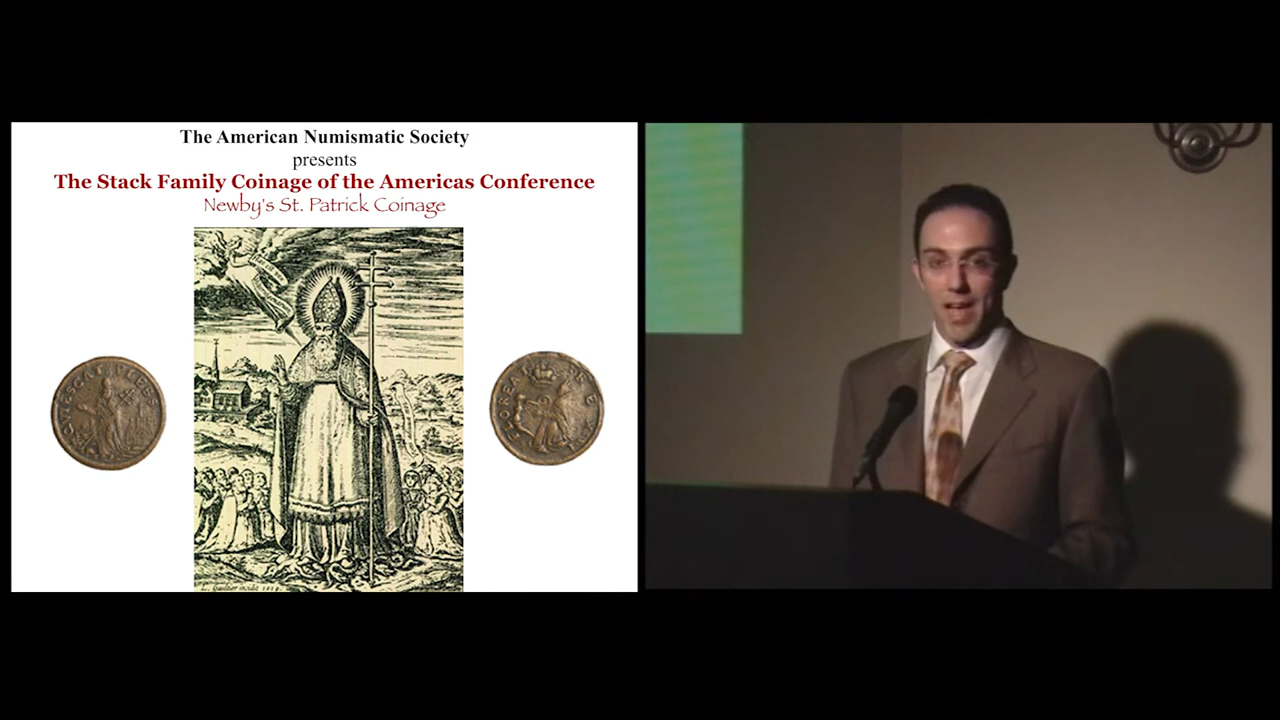 The American Numismatic Society
presents
The Stack Family Coinage of the Americas Conference
Newby's St. Patrick Coinage